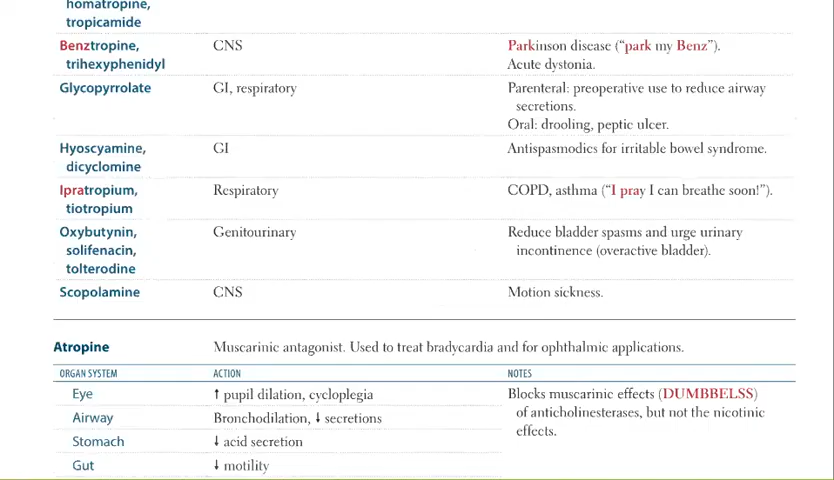 homatropine,
tropicamide
Benztropine, CNS Parkinson disease (“park my Benz”).
trihexyphenidyl Acute dystonia.
Glycopyrrolate GI, respiratory Parenteral: preoperative use to reduce airway
secretions.
Oral: drooling, peptic ulcer.
Hyoscyamine, GI Antispasmodics for irritable bowel syndrome.
dicyclomine
Ipratropium, Respiratory COPD, asthma (“I pray I can breathe soon!”).
tiotropium
Oxybutynin, Genitourinary Reduce bladder spasms and urge urinary
solifenacin, incontinence (overactive bladder).
tolterodine
Scopolamine CNS Motion sickness.
Atropine Muscarinic antagonist. Used to treat bradycardia and for ophthalmic applications.
ORGAN SYSTEM ACTION NOTES
Eye ↑ pupil dilation, cycloplegia Blocks muscarinic effects (DUMBBELSS)
Airway Bronchodilation, ↓ secretions of anticholinesterases, but not the nicotinic
effects.
Stomach ↓ acid secretion
Gut ↓ motility